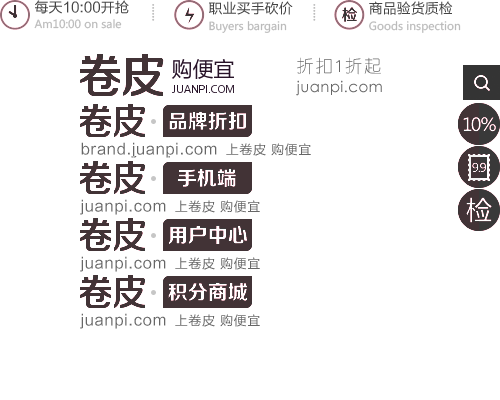 每天10:00开抢 职业买手砍价 检 商品验货质检
Am10:00 on sale Buyers bargain Goods inspection
卷皮 购便宜 折扣1折起
JUANPI.COM juanpi.com
卷皮·品牌折扣 10%
brand.juanpi.com 上卷皮 购便宜
卷皮·手机端 9.9
juanpi.com 上卷皮 购便宜 检
卷皮·用户中心
juanpi.com 上卷皮 购便宜
卷皮·积分商城
juanpi.com 上卷皮 购便宜